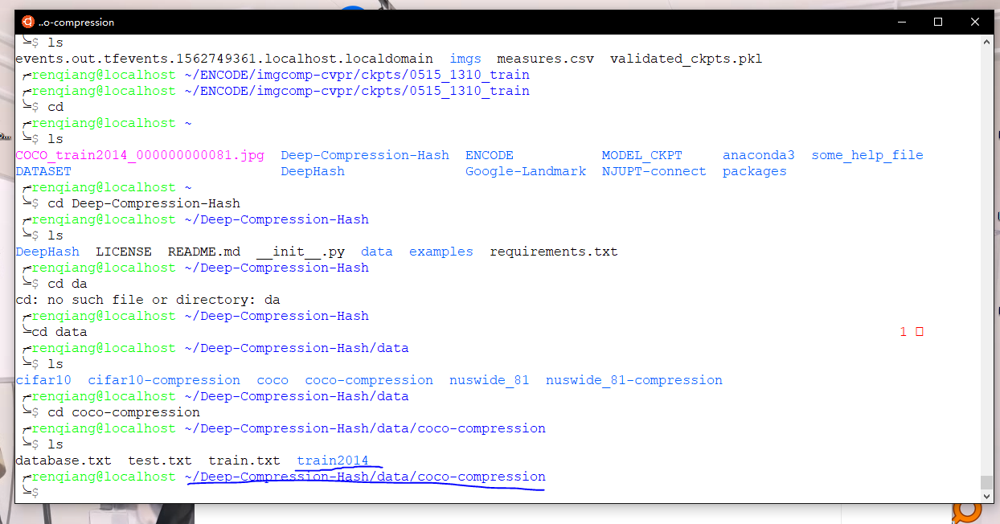 ..o-compression
$ ls
events.out.tfevents.1562749361.localhost.localdomain imgs measures.csv validated_ckpts.pkl
renqiang@localhost ~/ENCODE/imgcomp-cvpr/ckpts/0515_1310_train
renqiang@localhost ~/ENCODE/imgcomp-cvpr/ckpts/0515_1310_train
$ cd
renqiang@localhost ~
$ ls
COCO_train2014_000000000081.jpg Deep-Compression-Hash ENCODE MODEL_CKPT anaconda3 some_help_file
DATASET DeepHash Google-Landmark NJUPT-connect packages
renqiang@localhost ~
$ cd Deep-Compression-Hash
renqiang@localhost ~/Deep-Compression-Hash
$ ls
DeepHash LICENSE README.md __init__.py data examples requirements.txt
renqiang@localhost ~/Deep-Compression-Hash
$ cd da
cd: no such file or directory: da
renqiang@localhost ~/Deep-Compression-Hash
cd data 1
renqiang@localhost ~/Deep-Compression-Hash/data
$ ls
cifar10 cifar10-compression coco coco-compression nuswide_81 nuswide_81-compression
renqiang@localhost ~/Deep-Compression-Hash/data
$ cd coco-compression
renqiang@localhost ~/Deep-Compression-Hash/data/coco-compression
$ ls
database.txt test.txt train.txt train2014
renqiang@localhost ~/Deep-Compression-Hash/data/coco-compression
$